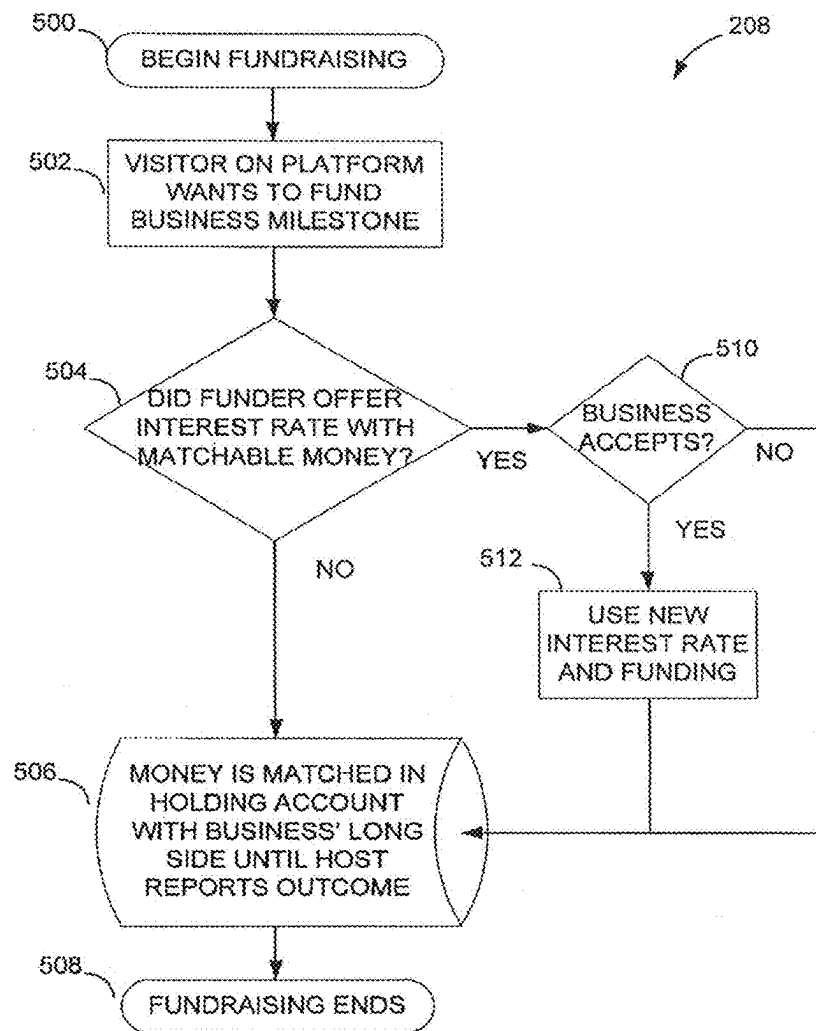 500
BEGIN FUNDRAISING
208
502
VISITOR ON PLATFORM
WANTS TO FUND
BUSINESS MILESTONE
504
DID FUNDER OFFER
INTEREST RATE WITH
MATCHABLE MONEY?
YES
NO
510
BUSINESS
ACCEPTS?
NO
YES
512
USE NEW
INTEREST RATE
AND FUNDING
506
MONEY IS MATCHED IN
HOLDING ACCOUNT
WITH BUSINESS' LONG
SIDE UNTIL HOST
REPORTS OUTCOME
508
FUNDRAISING ENDS